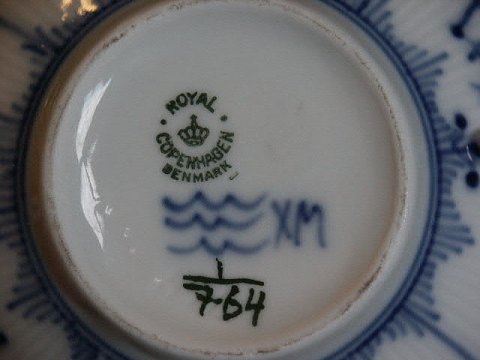 ROYAL
COPENHAGEN
DENMARK
XM
1
764